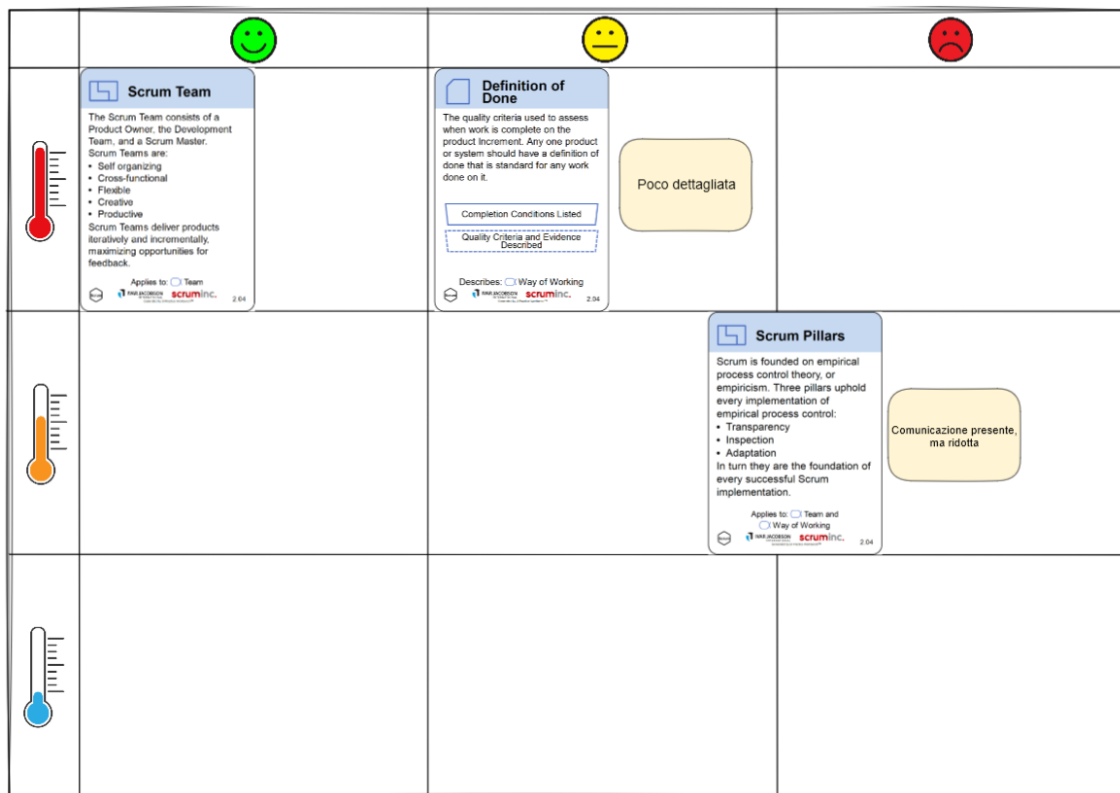 Scrum Team
The Scrum Team consists of a
Product Owner, the Development
Team, and a Scrum Master.
Scrum Teams are:
• Self organizing
• Cross-functional
• Flexible
• Creative
• Productive
Scrum Teams deliver products
iteratively and incrementally,
maximizing opportunities for
feedback.
Applies to: Team
IVAR JACOBSON
scruminc.
2.04
Definition of
Done
The quality criteria used to assess
when work is complete on the
product Increment. Any one product
or system should have a definition of
done that is standard for any work
done on it.
Completion Conditions Listed
Quality Criteria and Evidence
Described
Describes: Way of Working
IVAR JACOBSON
scruminc.
2.04
Poco dettagliata
Scrum Pillars
Scrum is founded on empirical
process control theory, or
empiricism. Three pillars uphold
every implementation of
empirical process control:
• Transparency
• Inspection
• Adaptation
In turn they are the foundation of
every successful Scrum
implementation.
Applies to: Team and
Way of Working
IVAR JACOBSON
scruminc.
2.04
Comunicazione presente,
ma ridotta